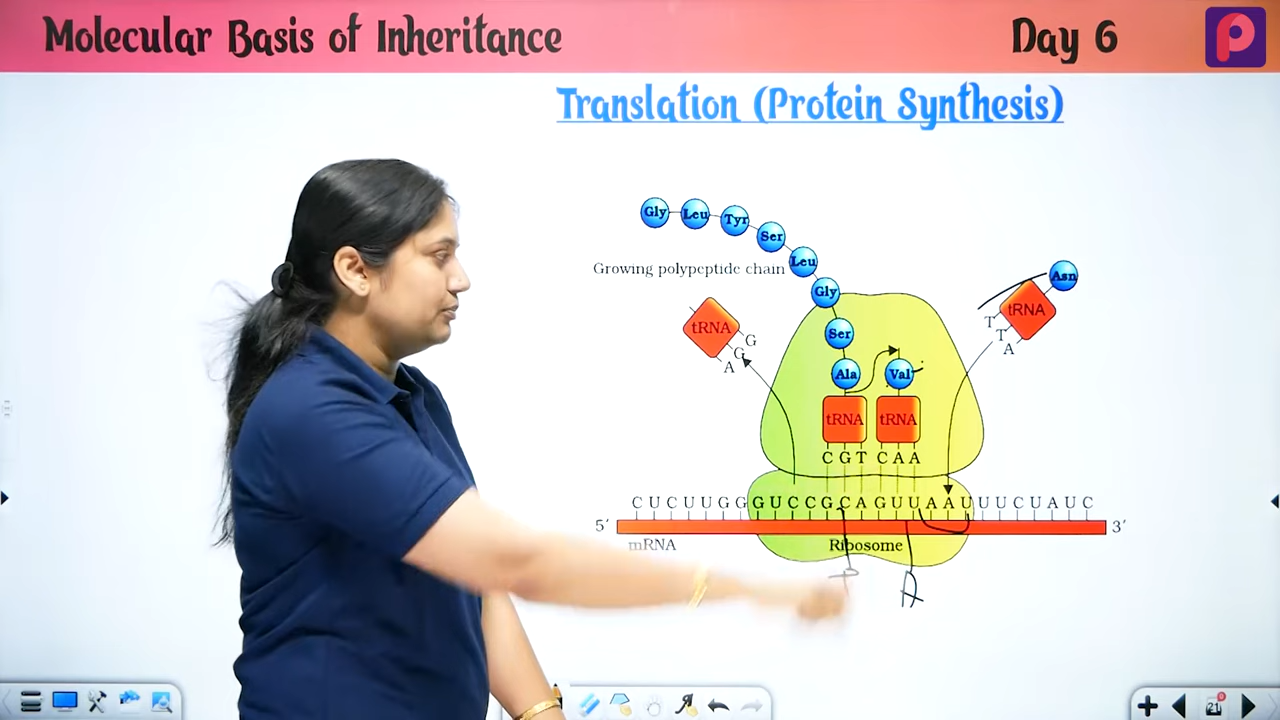 Molecular Basis of Inheritance
Day 6
P
Translation (Protein Synthesis)
Gly Leu Tyr Ser Leu Gly Ser Ala Val
Growing polypeptide chain
Asn
tRNA
A G G
tRNA
T T A
tRNA tRNA
C G T C A A
C U C U U G G G U C C G C A G U U A A U U U C U A U C
5′ 3′
mRNA Ribosome
P A
21